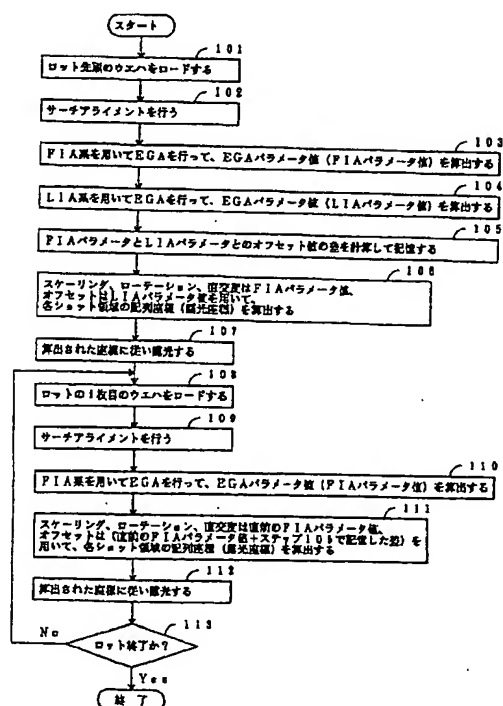 スタート
101
ロット先頭のウエハをロードする
102
サーチアライメントを行う
103
FIA系を用いてEGAを行って、EGAパラメータ値(FIAパラメータ値)を算出する
104
LIA系を用いてEGAを行って、EGAパラメータ値(LIAパラメータ値)を算出する
105
FIAパラメータとLIAパラメータとのオフセット値の差を計算して記憶する
106
スケーリング、ローテーション、直交度はFIAパラメータ値、
オフセットはLIAパラメータ値を用いて、
各ショット領域の配列座標(露光座標)を算出する
107
算出された座標に従い露光する
108
ロットのi枚目のウエハをロードする
109
サーチアライメントを行う
110
FIA系を用いてEGAを行って、EGAパラメータ値(FIAパラメータ値)を算出する
111
スケーリング、ローテーション、直交度は直前のFIAパラメータ値、
オフセットは(直前のFIAパラメータ値+ステップ105で記憶した差)を
用いて、各ショット領域の配列座標(露光座標)を算出する
112
算出された座標に従い露光する
113
No
ロット終了か?
Yes
終了